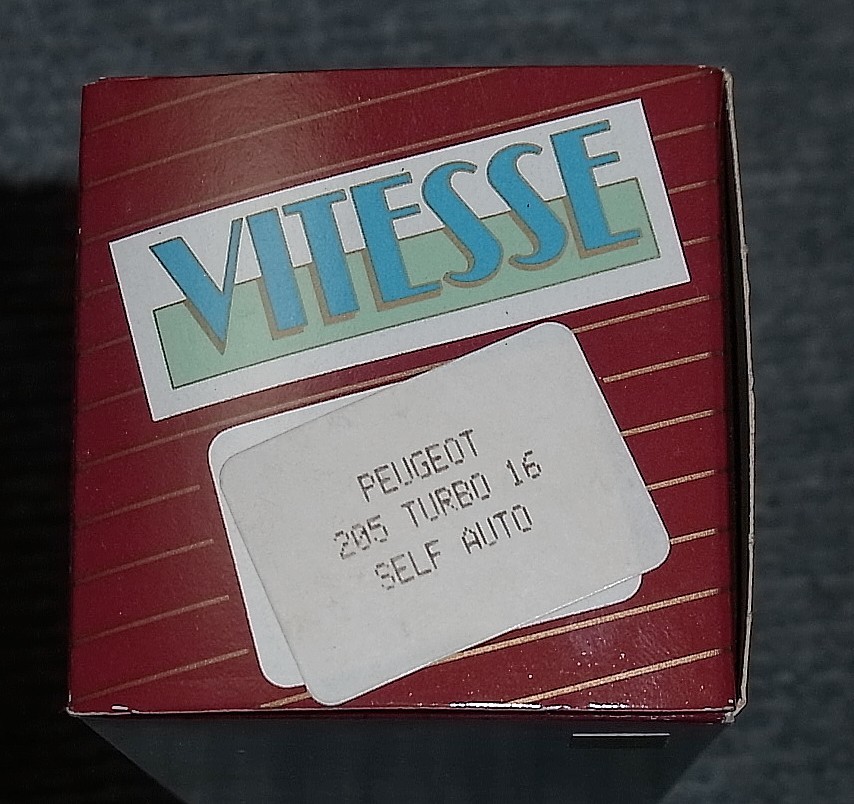 VITESSE
PEUGEOT
205 TURBO 16
SELF AUTO